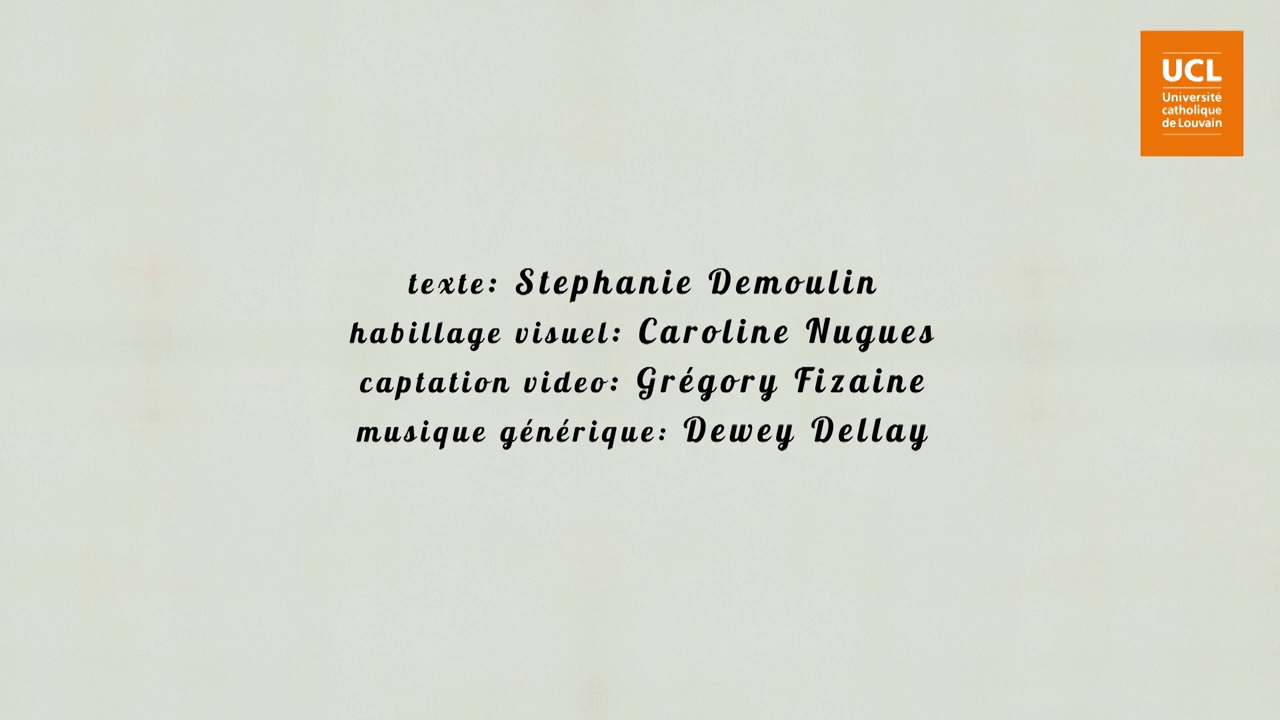 UCL
Université
catholique
de Louvain
texte: Stephanie Demoulin
habillage visuel: Caroline Nugues
captation video: Grégory Fizaine
musique générique: Dewey Dellay